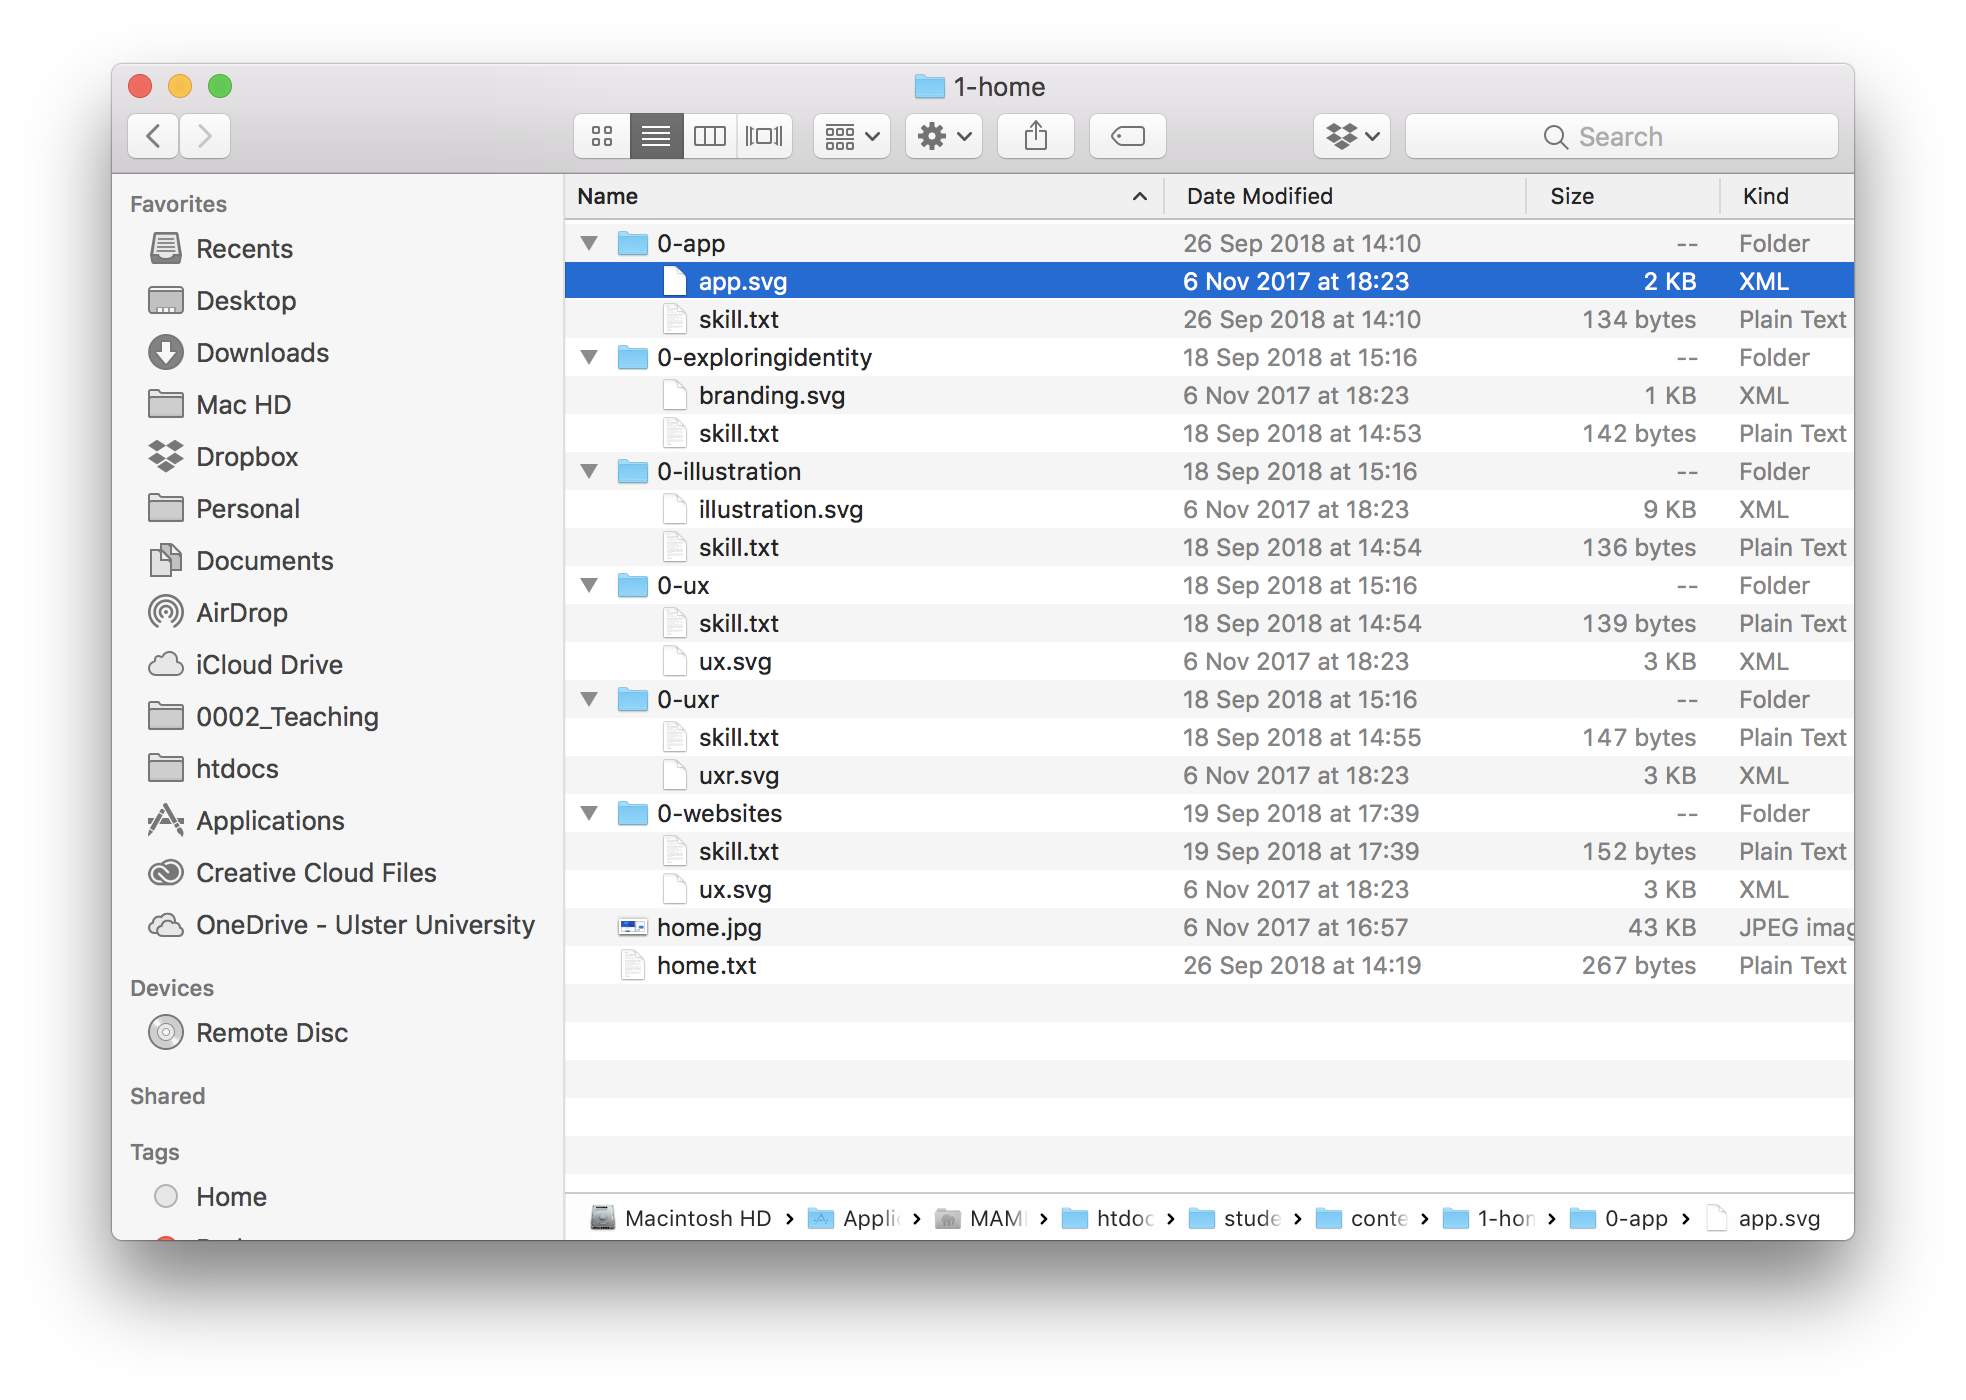 1-home
Search
Favorites
Recents
Desktop
Downloads
Mac HD
Dropbox
Personal
Documents
AirDrop
iCloud Drive
0002_Teaching
htdocs
Applications
Creative Cloud Files
OneDrive - Ulster University
Devices
Remote Disc
Shared
Tags
Home
Name Date Modified Size Kind
0-app 26 Sep 2018 at 14:10 -- Folder
app.svg 6 Nov 2017 at 18:23 2 KB XML
skill.txt 26 Sep 2018 at 14:10 134 bytes Plain Text
0-exploringidentity 18 Sep 2018 at 15:16 -- Folder
branding.svg 6 Nov 2017 at 18:23 1 KB XML
skill.txt 18 Sep 2018 at 14:53 142 bytes Plain Text
0-illustration 18 Sep 2018 at 15:16 -- Folder
illustration.svg 6 Nov 2017 at 18:23 9 KB XML
skill.txt 18 Sep 2018 at 14:54 136 bytes Plain Text
0-ux 18 Sep 2018 at 15:16 -- Folder
skill.txt 18 Sep 2018 at 14:54 139 bytes Plain Text
ux.svg 6 Nov 2017 at 18:23 3 KB XML
0-uxr 18 Sep 2018 at 15:16 -- Folder
skill.txt 18 Sep 2018 at 14:55 147 bytes Plain Text
uxr.svg 6 Nov 2017 at 18:23 3 KB XML
0-websites 19 Sep 2018 at 17:39 -- Folder
skill.txt 19 Sep 2018 at 17:39 152 bytes Plain Text
ux.svg 6 Nov 2017 at 18:23 3 KB XML
home.jpg 6 Nov 2017 at 16:57 43 KB JPEG imag
home.txt 26 Sep 2018 at 14:19 267 bytes Plain Text
Macintosh HD › Appli › MAM › htdoc › stude › conte › 1-hom › 0-app › app.svg